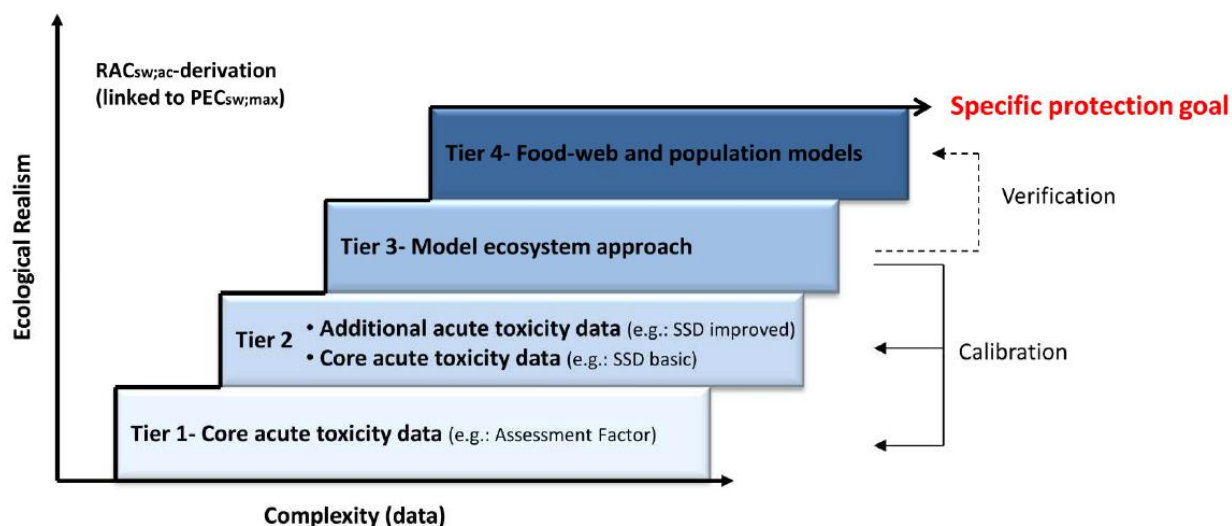 RACsw;ac-derivation
(linked to PECsw;max)
Specific protection goal
Tier 4- Food-web and population models
Verification
Tier 3- Model ecosystem approach
Tier 2
• Additional acute toxicity data (e.g.: SSD improved)
• Core acute toxicity data (e.g.: SSD basic)
Calibration
Tier 1- Core acute toxicity data (e.g.: Assessment Factor)
Ecological Realism
Complexity (data)